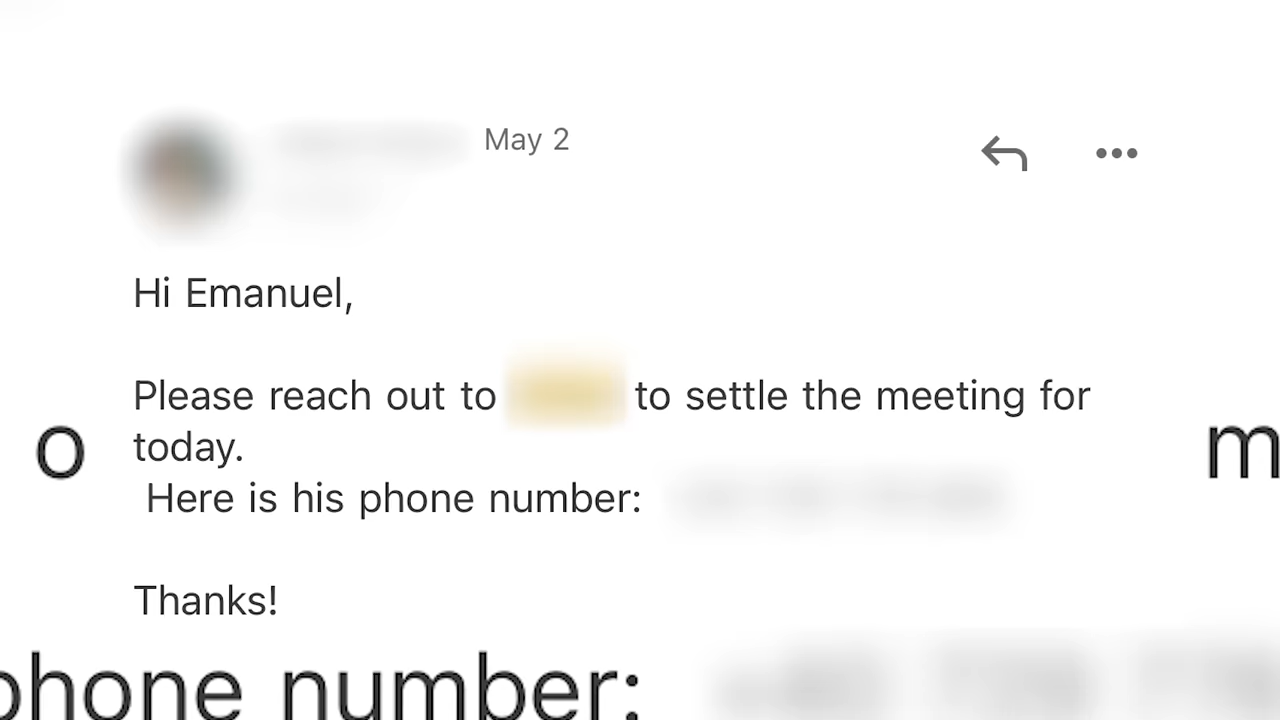 May 2
Hi Emanuel,
Please reach out to to settle the meeting for
today.
o m
Here is his phone number:
Thanks!
phone number: